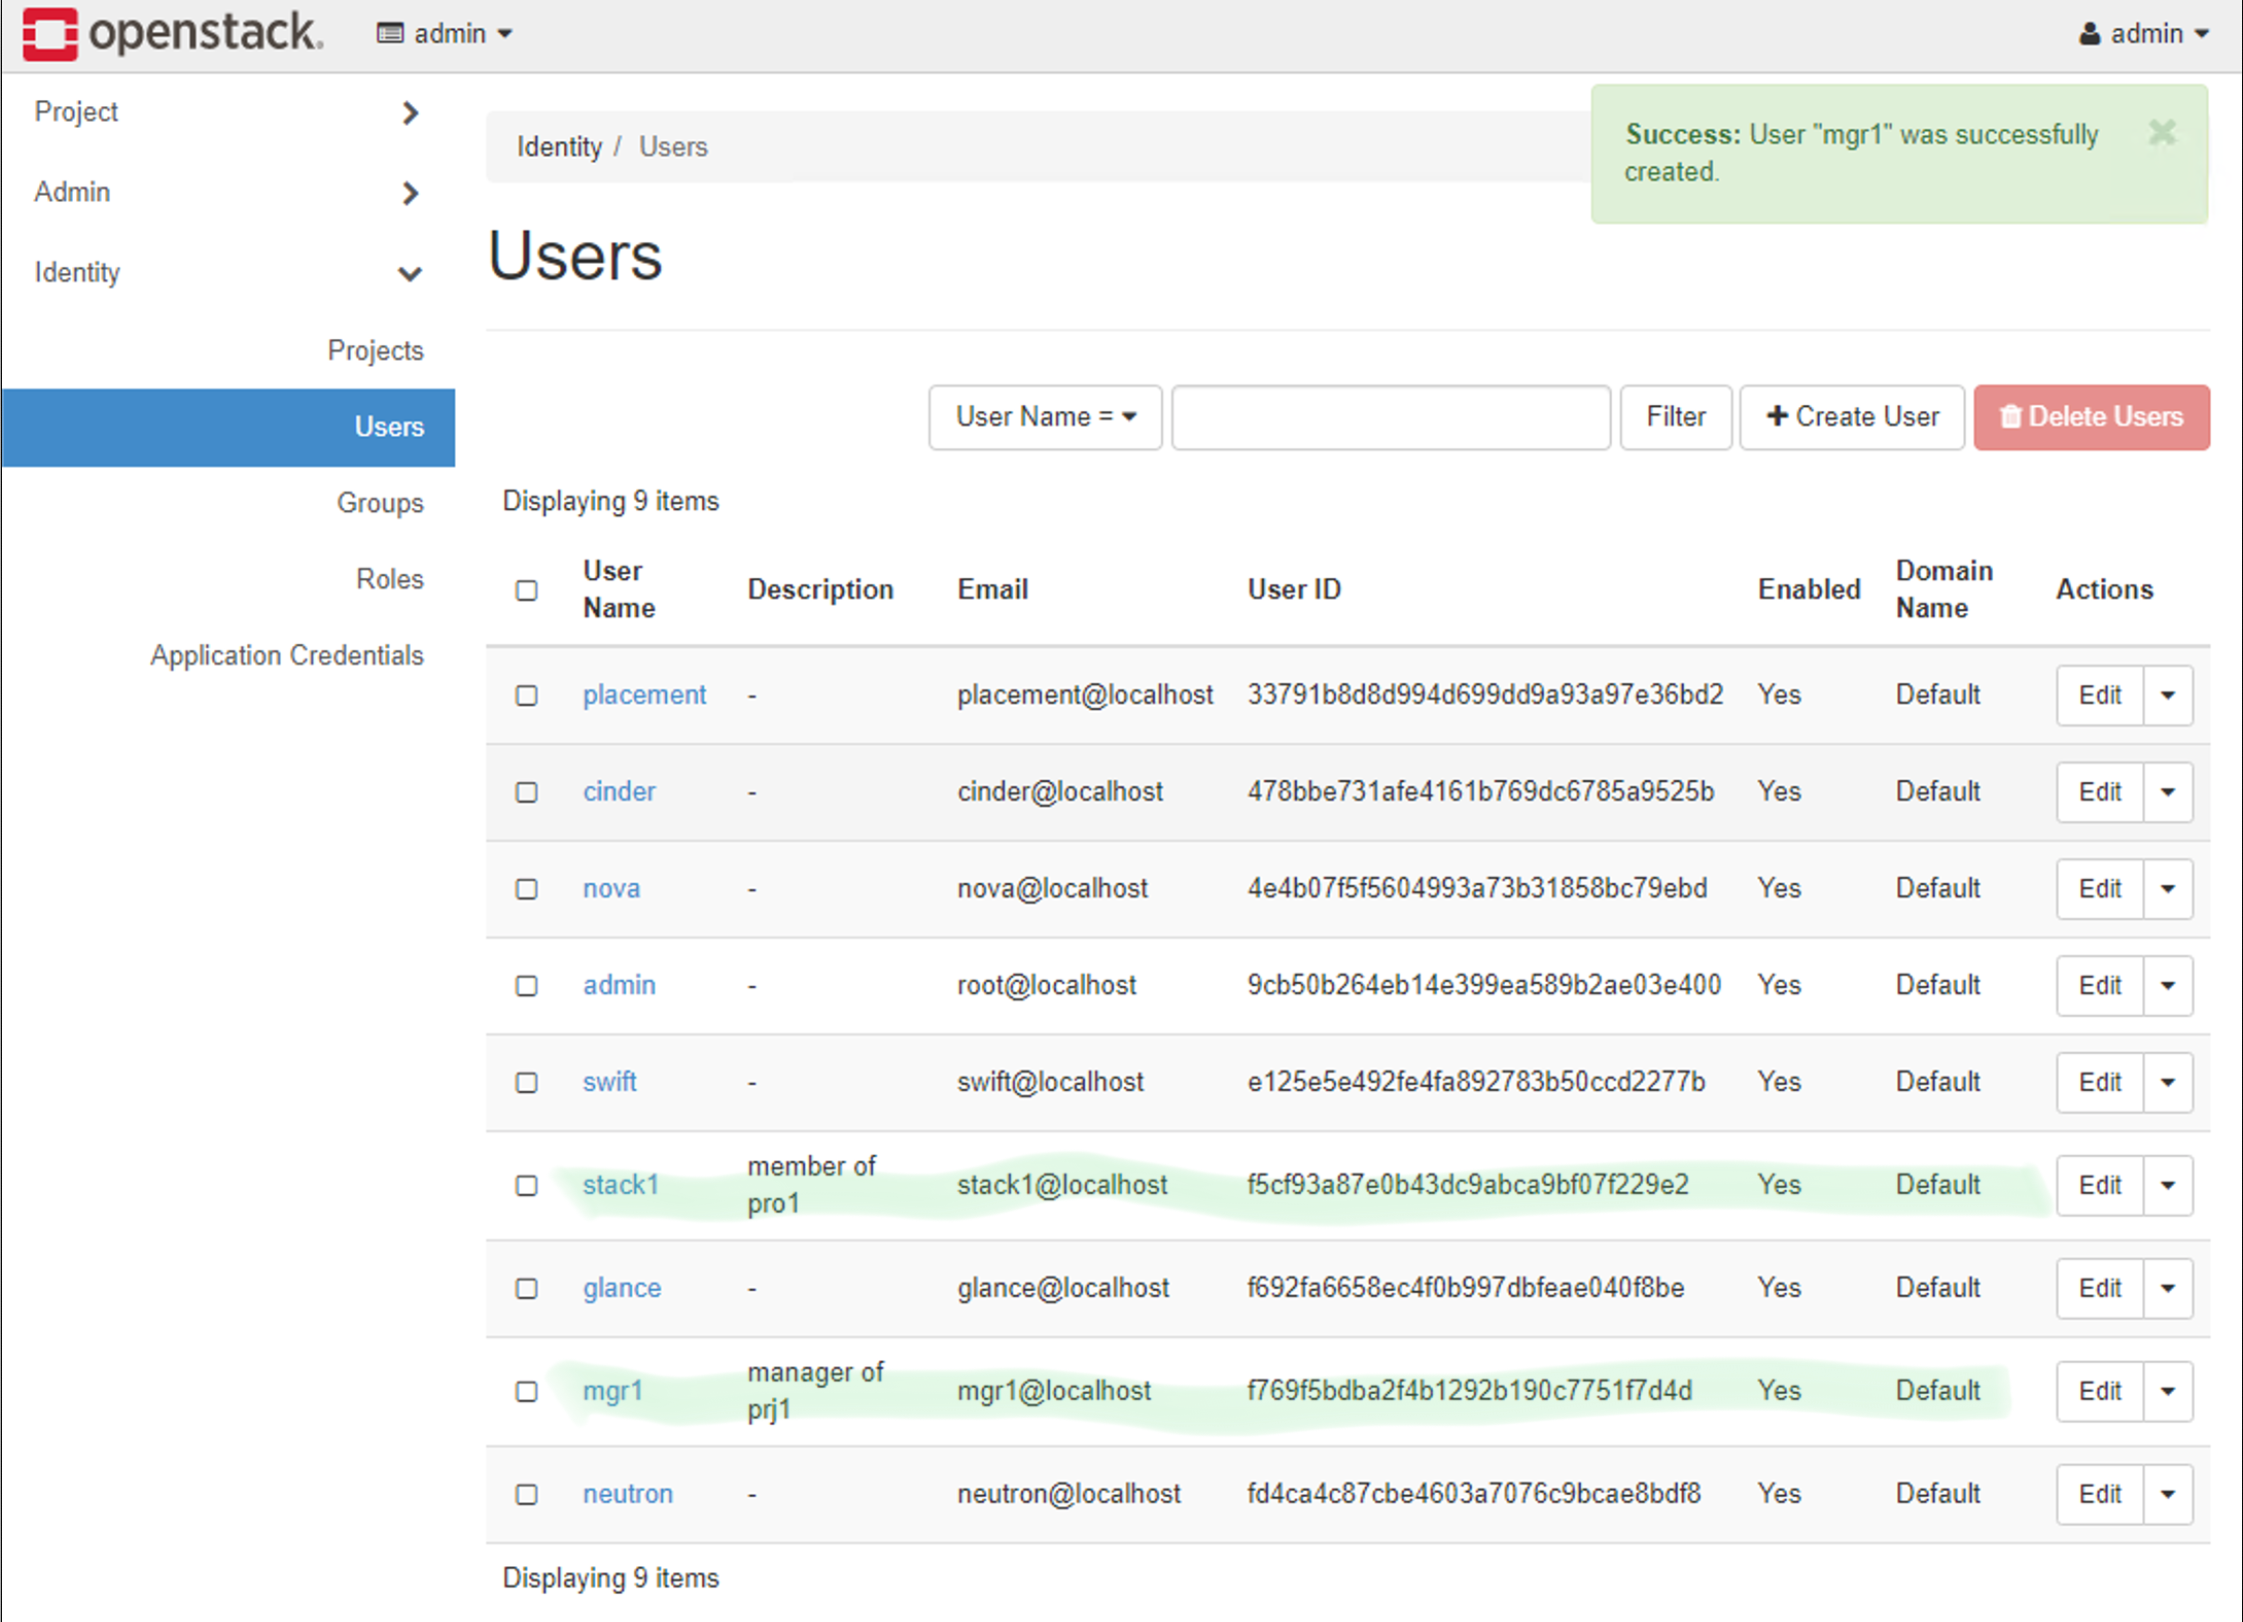 openstack.
admin
admin
Project
Admin
Identity
Projects
Users
Groups
Roles
Application Credentials
Identity / Users
Success: User "mgr1" was successfully
created.
Users
User Name =
Filter
Create User
Delete Users
Displaying 9 items
User Name Description Email User ID Enabled Domain Name Actions
placement - placement@localhost 33791b8d8d994d699dd9a93a97e36bd2 Yes Default Edit
cinder - cinder@localhost 478bbe731afe4161b769dc6785a9525b Yes Default Edit
nova - nova@localhost 4e4b07f5f5604993a73b31858bc79ebd Yes Default Edit
admin - root@localhost 9cb50b264eb14e399ea589b2ae03e400 Yes Default Edit
swift - swift@localhost e125e5e492fe4fa892783b50ccd2277b Yes Default Edit
stack1 member of pro1 stack1@localhost f5cf93a87e0b43dc9abca9bf07f229e2 Yes Default Edit
glance - glance@localhost f692fa6658ec4f0b997dbfeae040f8be Yes Default Edit
mgr1 manager of prj1 mgr1@localhost f769f5bdba2f4b1292b190c7751f7d4d Yes Default Edit
neutron - neutron@localhost fd4ca4c87cbe4603a7076c9bcae8bdf8 Yes Default Edit
Displaying 9 items